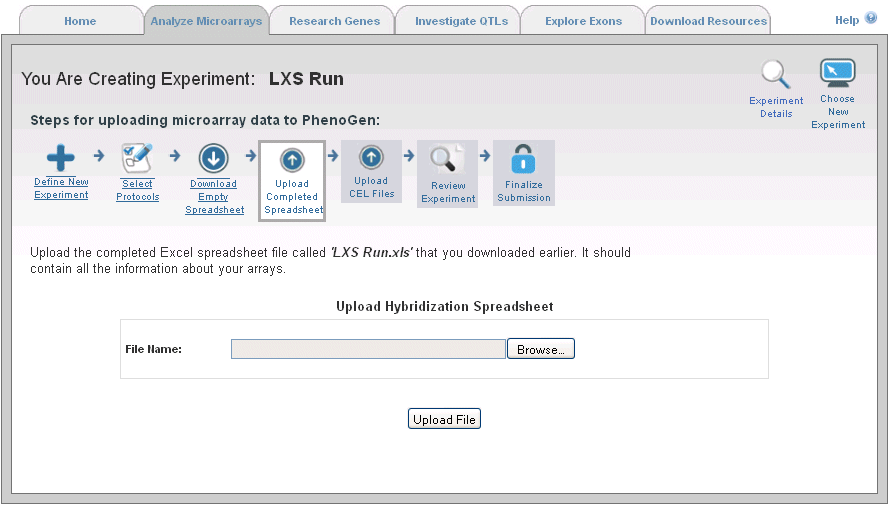 Home
Analyze Microarrays
Research Genes
Investigate QTLs
Explore Exons
Download Resources
Help
You Are Creating Experiment: LXS Run
Experiment
Details
Choose
New
Experiment
Steps for uploading microarray data to PhenoGen:
Define New
Experiment
Select
Protocols
Download
Empty
Spreadsheet
Upload
Completed
Spreadsheet
Upload
CEL Files
Review
Experiment
Finalize
Submission
Upload the completed Excel spreadsheet file called 'LXS Run.xls' that you downloaded earlier. It should
contain all the information about your arrays.
Upload Hybridization Spreadsheet
File Name:
Browse...
Upload File